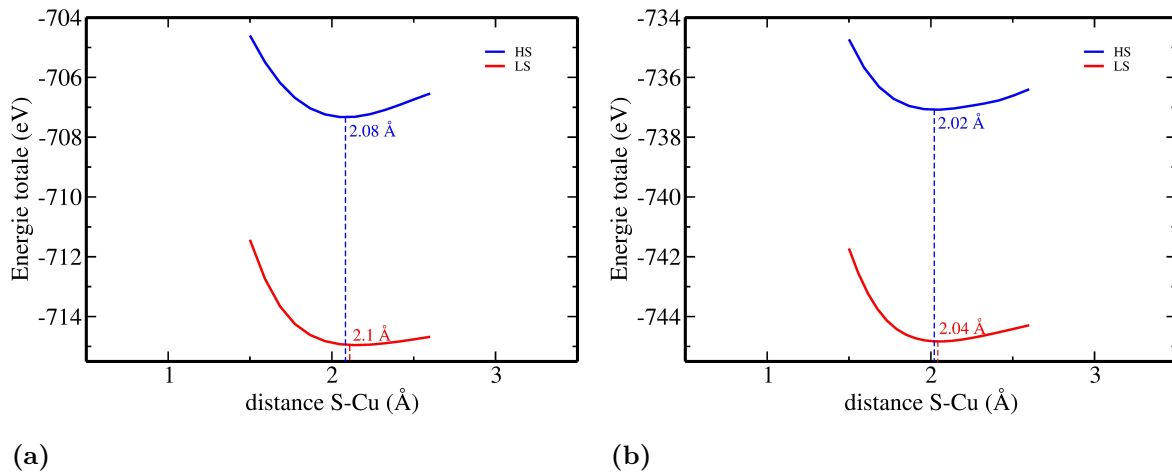 -704
HS
LS
-706
2.08 Å
-708
-710
-712
2.1 Å
-714
1
2
3
Energie totale (eV)
distance S-Cu (Å)
(a)
-734
HS
LS
-736
2.02 Å
-738
-740
-742
2.04 Å
-744
1
2
3
Energie totale (eV)
distance S-Cu (Å)
(b)